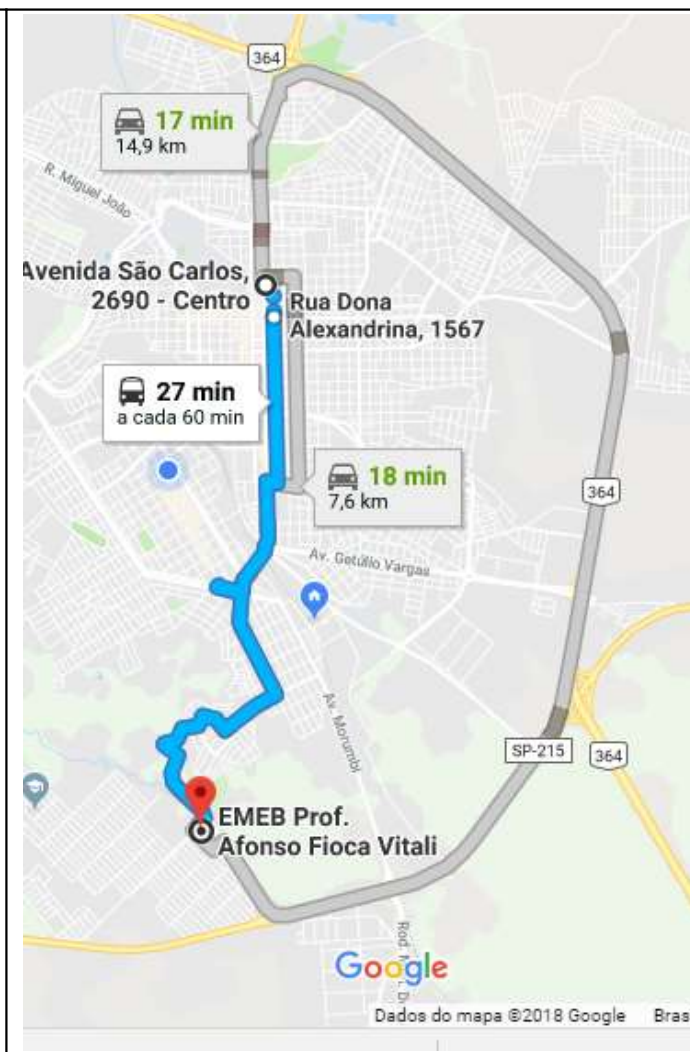 364
17 min
14,9 km
R. Miguel João
Avenida São Carlos,
2690 - Centro
Rua Dona
Alexandrina, 1567
27 min
a cada 60 min
18 min
7,6 km
364
Av. Getúlio Vargas
Av. Morumbi
SP-215
364
EMEB Prof.
Afonso Fioca Vitali
Rod.
Google
Dados do mapa ©2018 Google
Bras